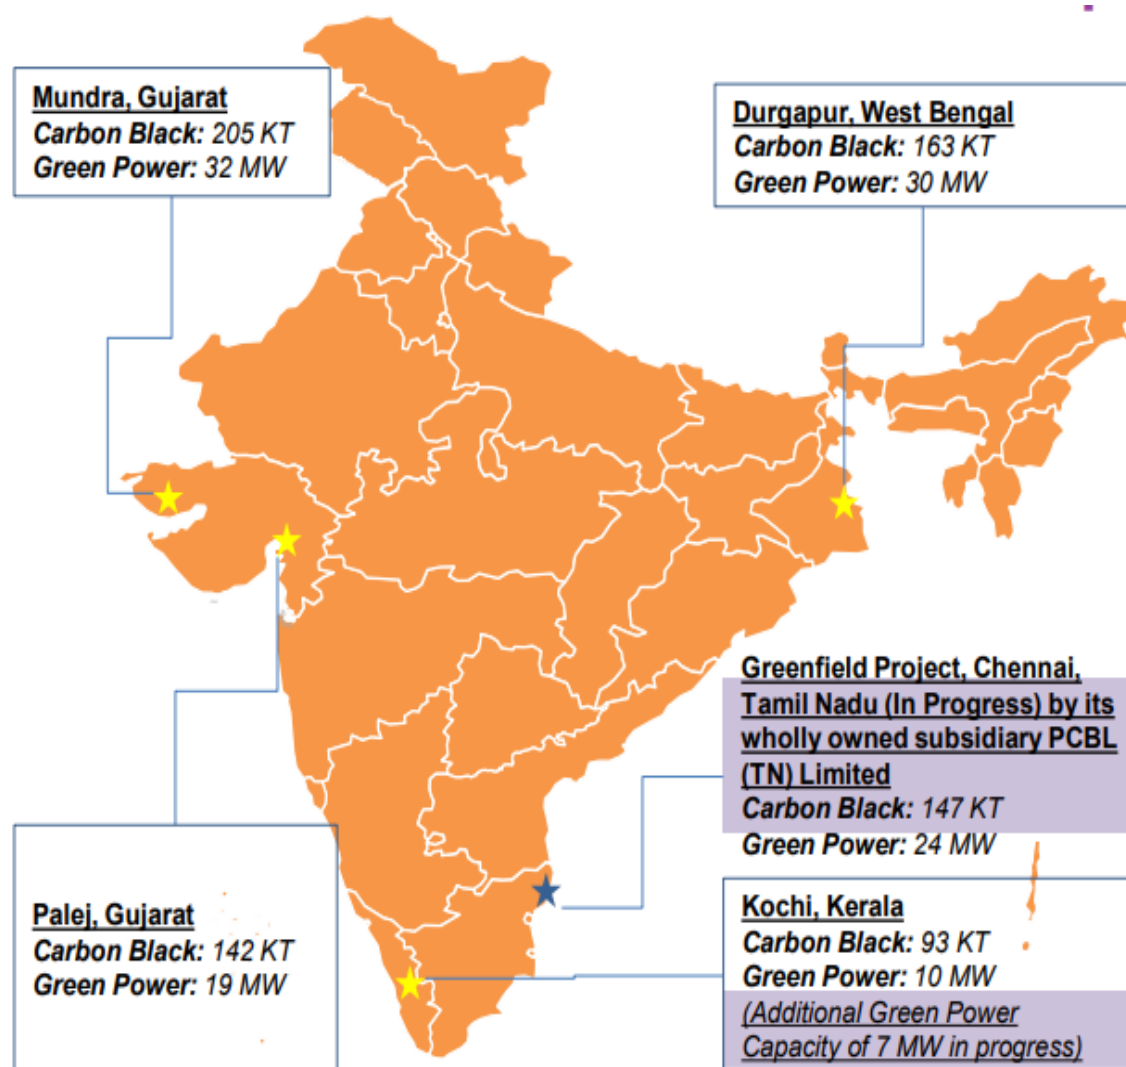 Mundra, Gujarat
Carbon Black: 205 KT
Green Power: 32 MW
Durgapur, West Bengal
Carbon Black: 163 KT
Green Power: 30 MW
Greenfield Project, Chennai,
Tamil Nadu (In Progress) by its
wholly owned subsidiary PCBL
(TN) Limited
Carbon Black: 147 KT
Green Power: 24 MW
Palej, Gujarat
Carbon Black: 142 KT
Green Power: 19 MW
Kochi, Kerala
Carbon Black: 93 KT
Green Power: 10 MW
(Additional Green Power
Capacity of 7 MW in progress)